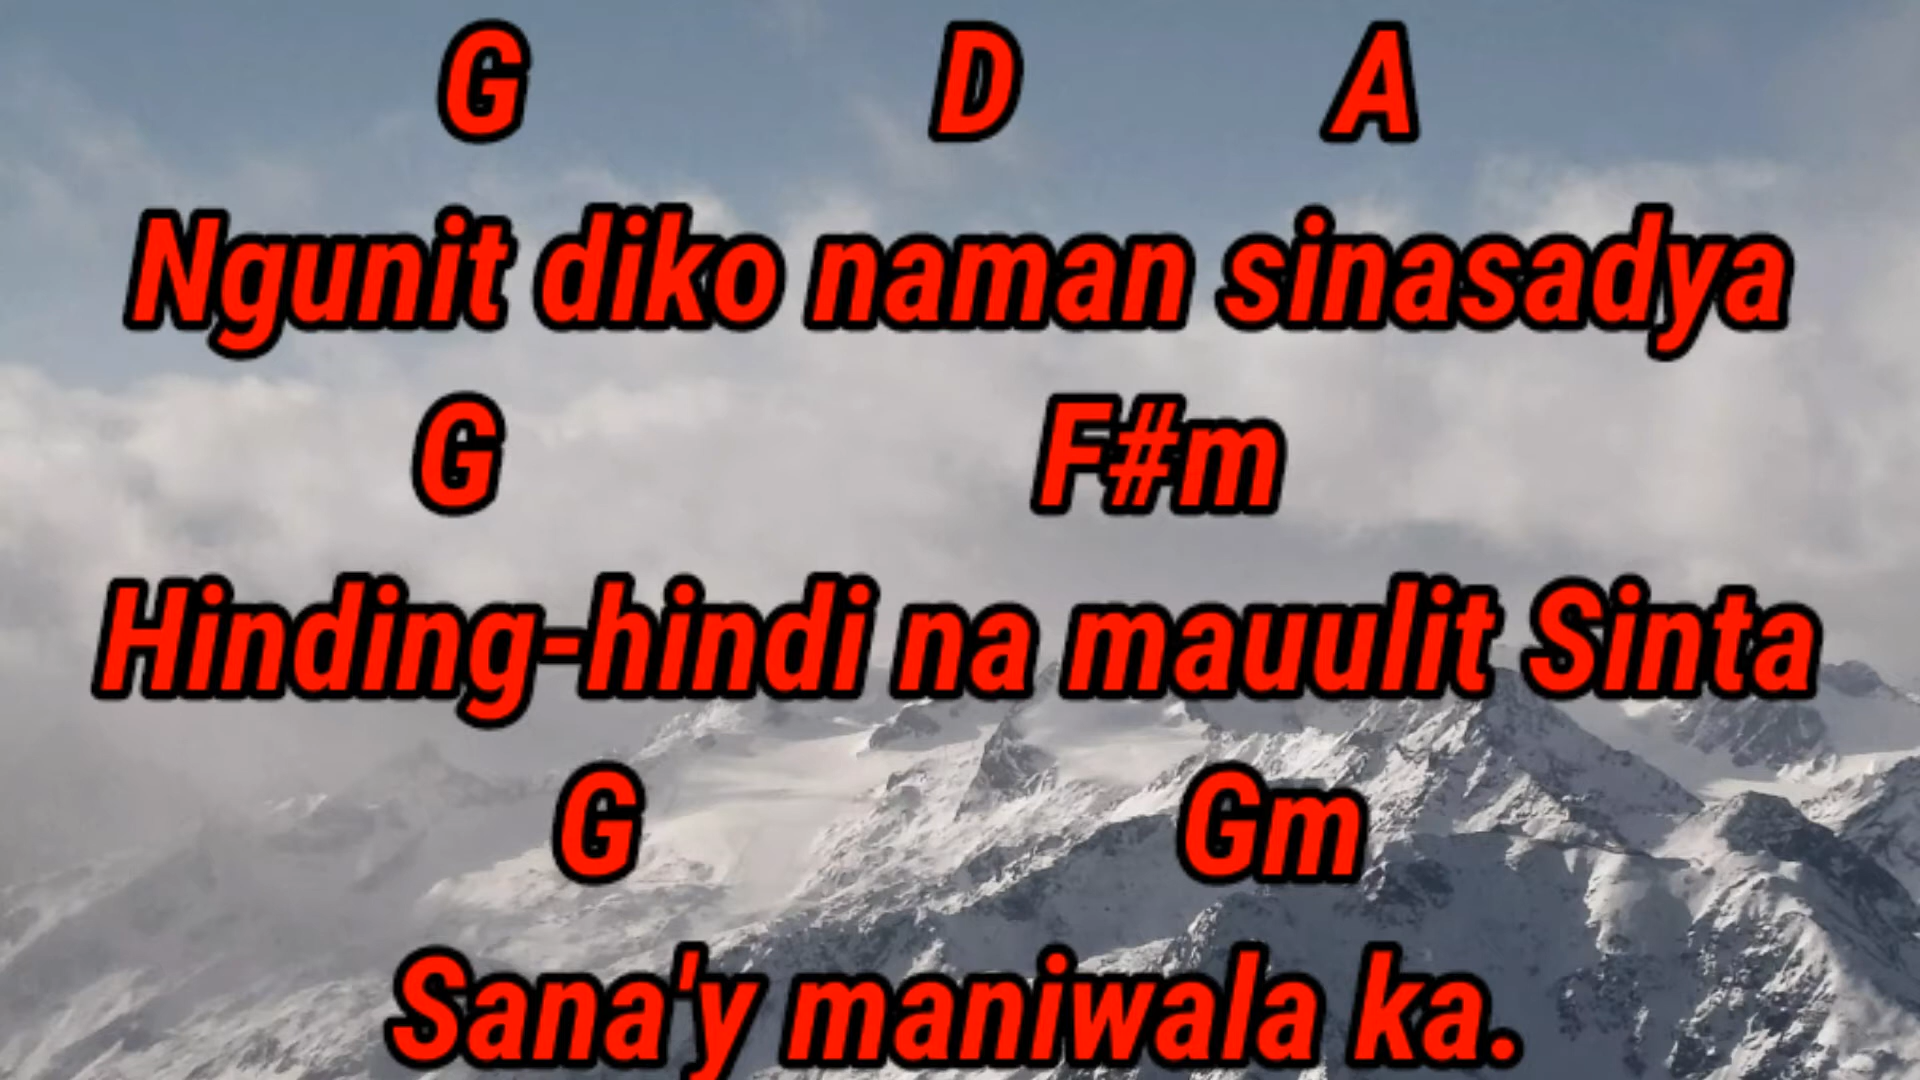 G D A
Ngunit diko naman sinasadya
G F#m
Hinding-hindi na mauulit Sinta
G Gm
Sana'y maniwala ka.